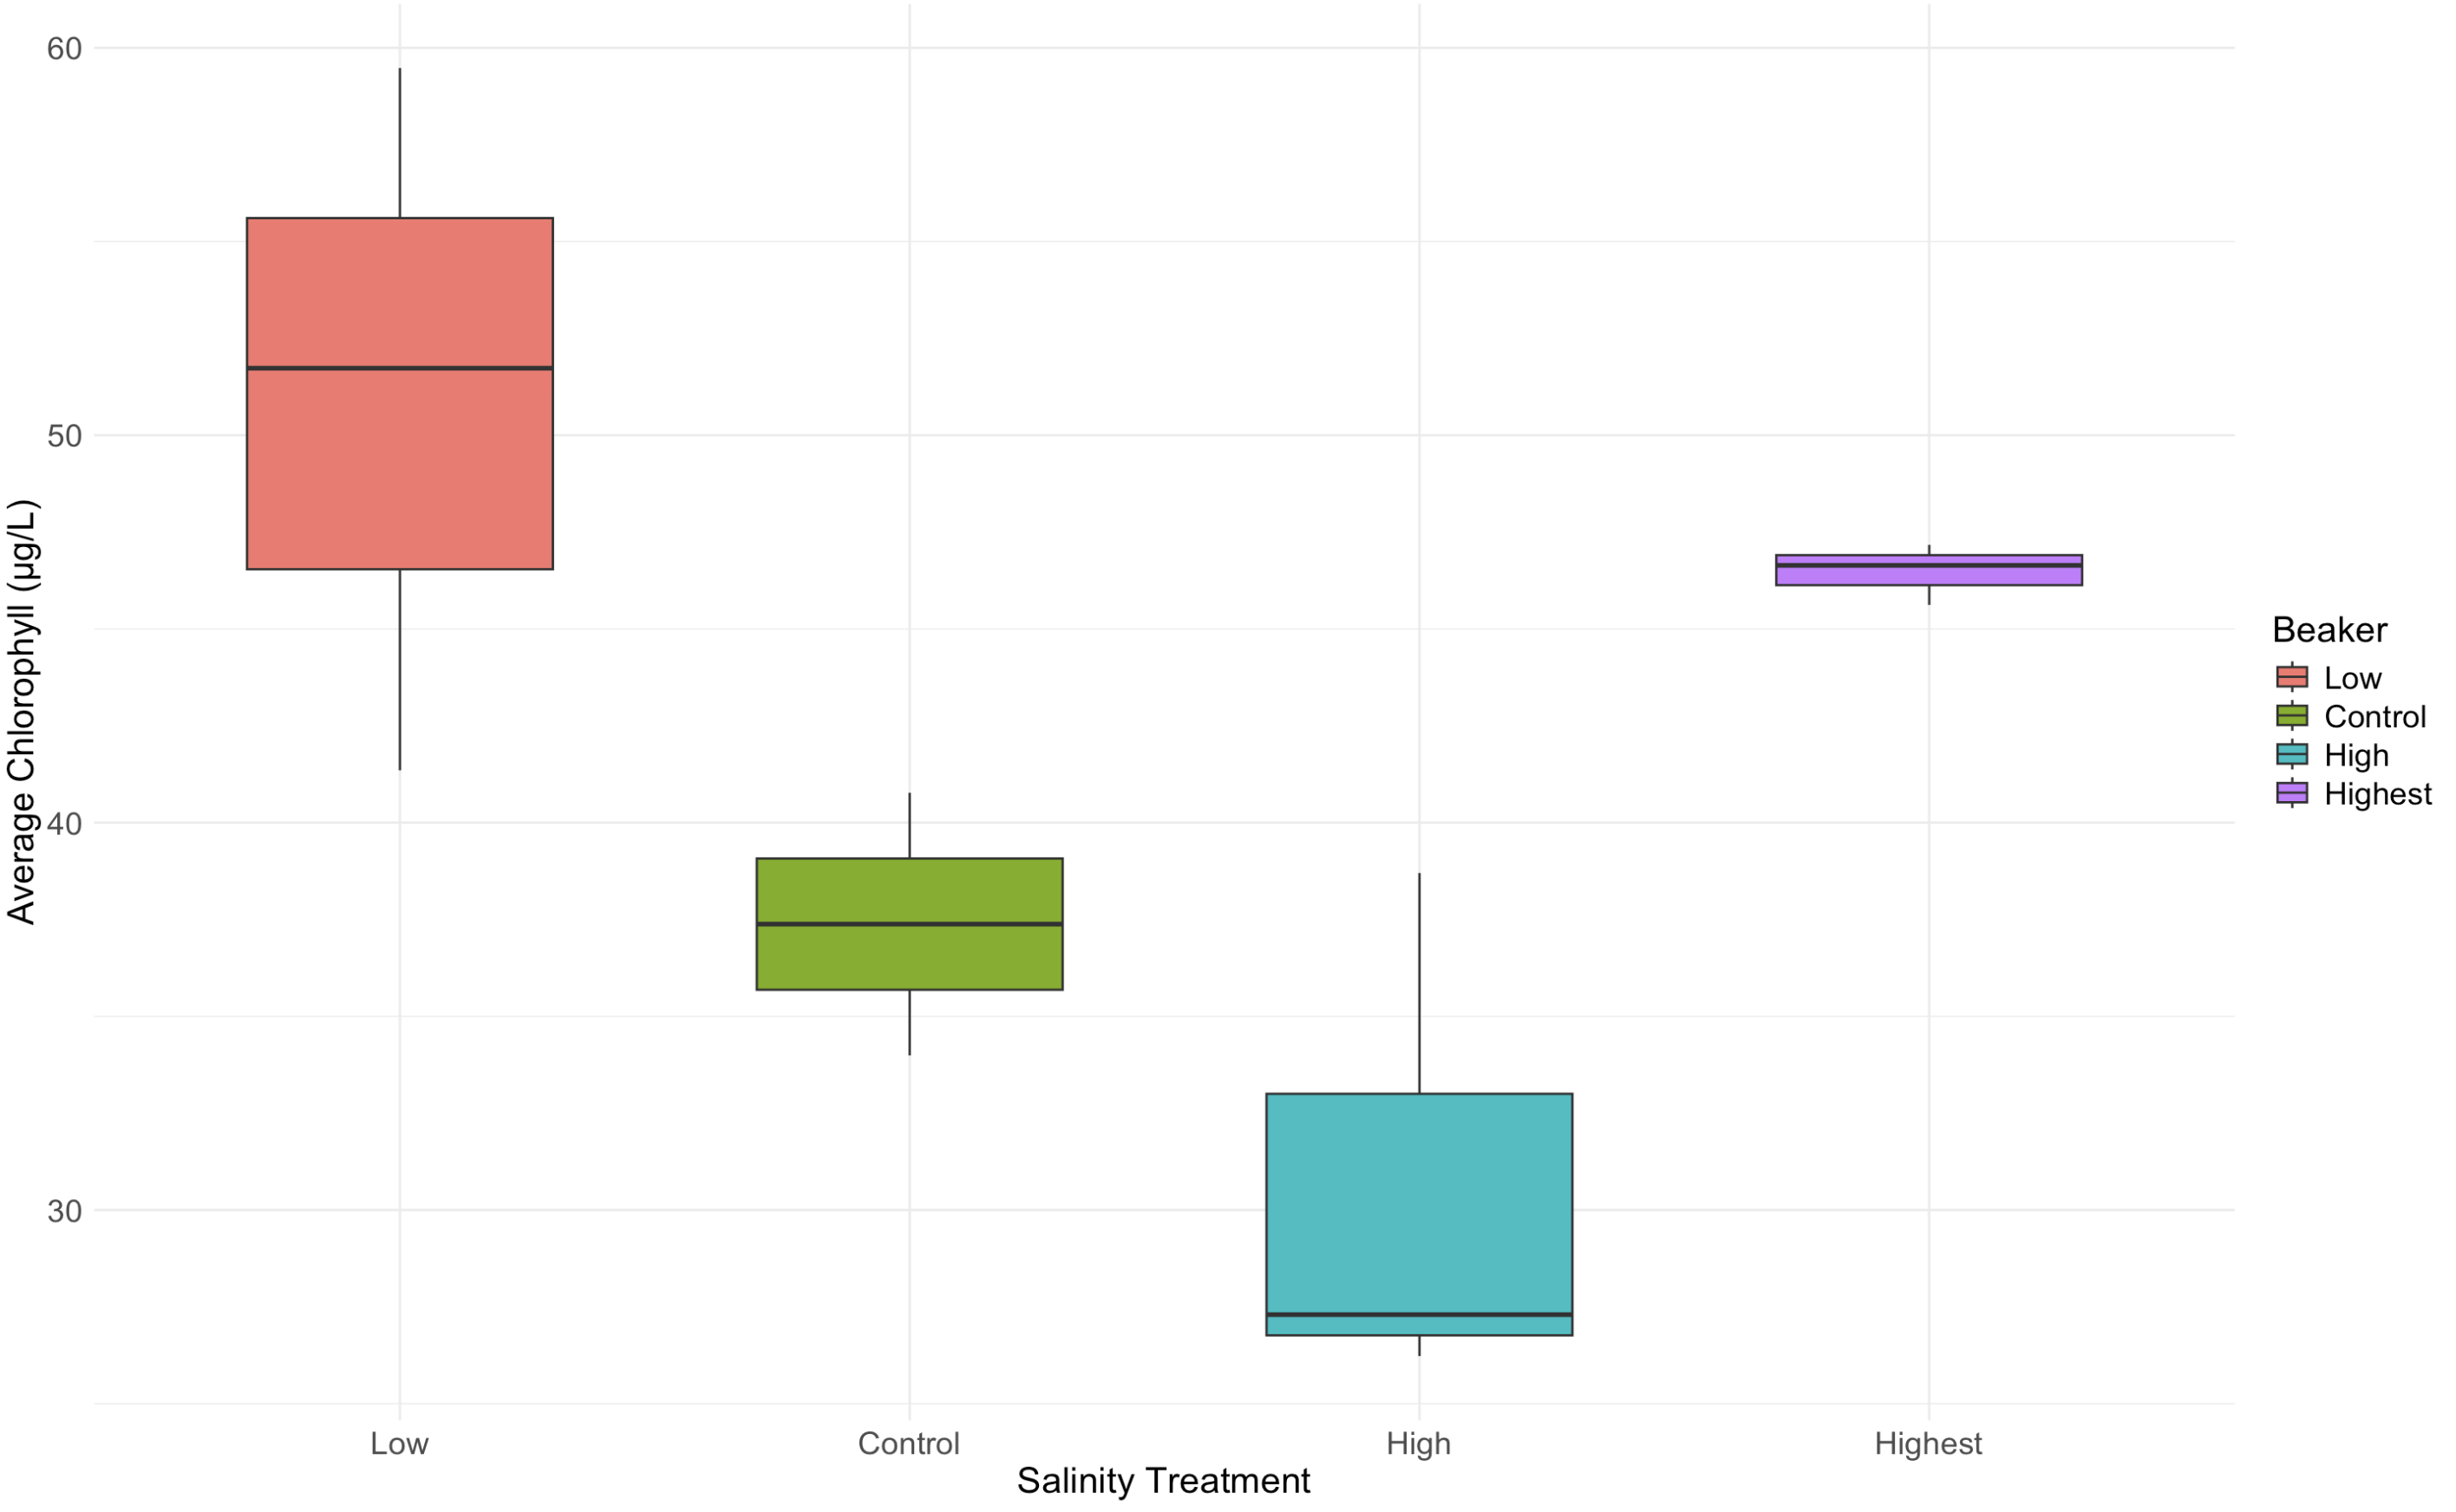 60
50
40
30
Average Chlorophyll (µg/L)
Low
Control
High
Highest
Salinity Treatment
Beaker
Low
Control
High
Highest